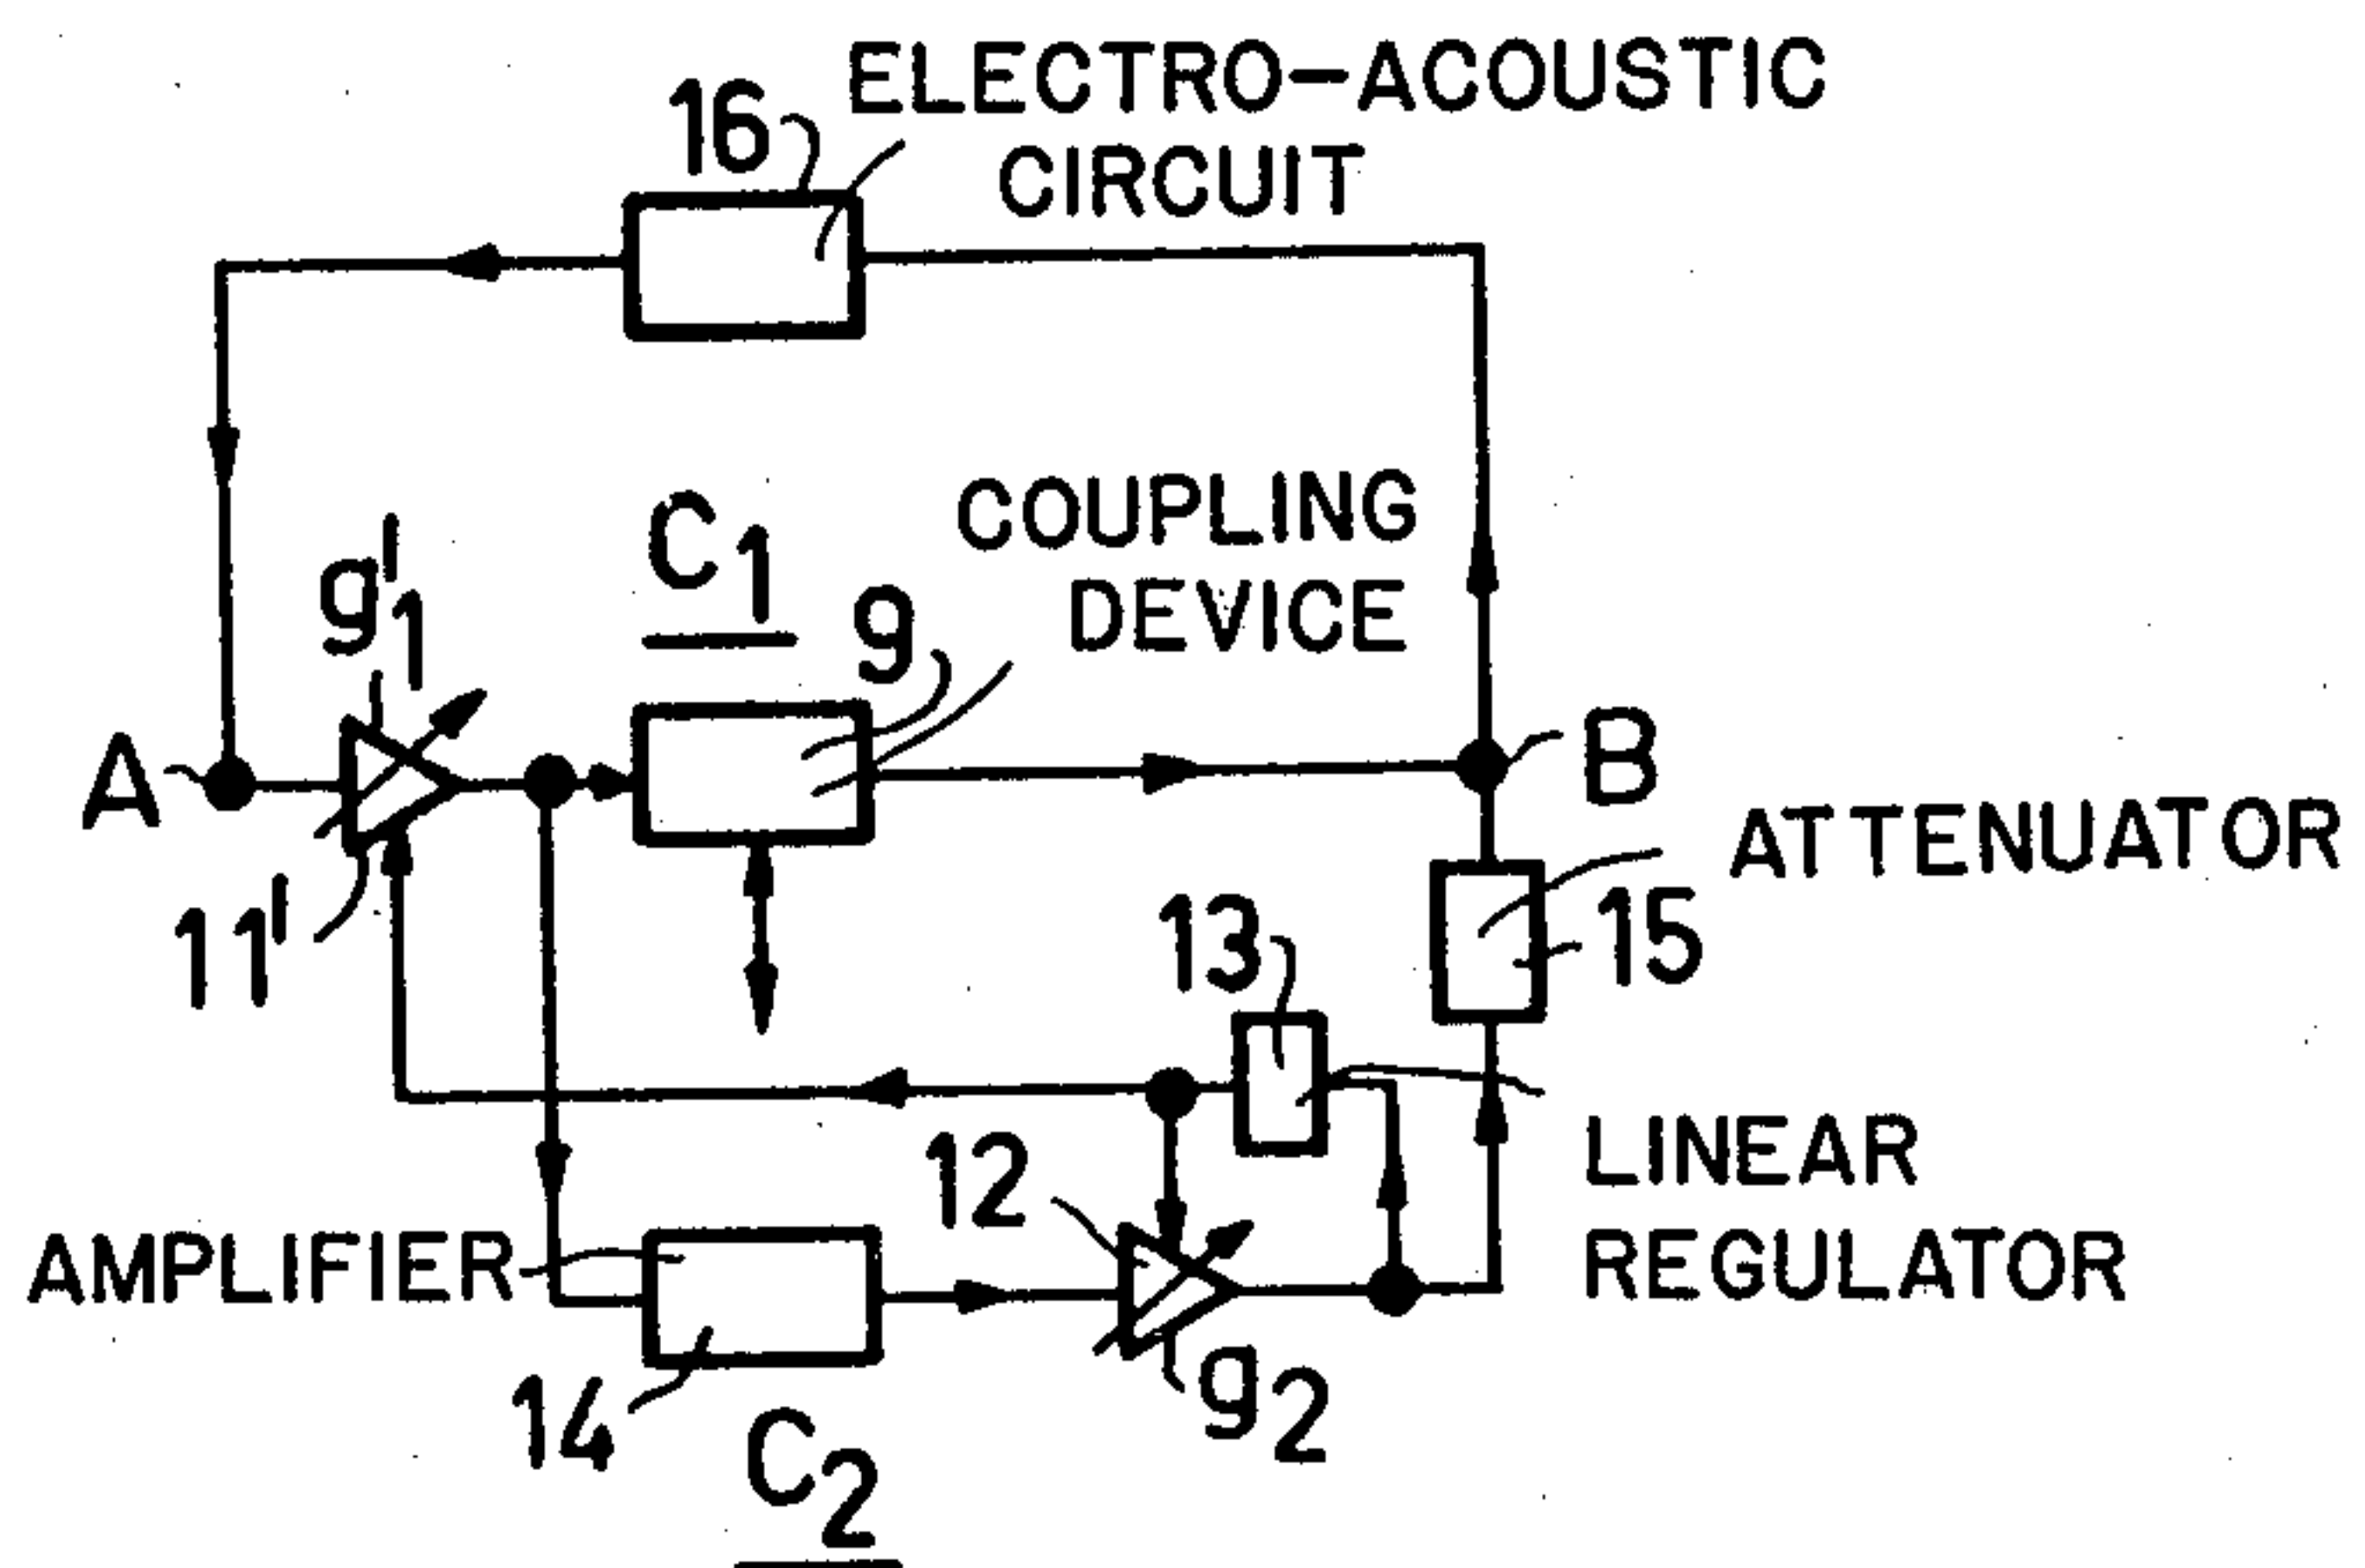 16
ELECTRO-ACOUSTIC
CIRCUIT
g'1
C1
9
COUPLING
DEVICE
A
B
11'
ATTENUATOR
13
15
12
LINEAR
REGULATOR
AMPLIFIER
14
g2
C2